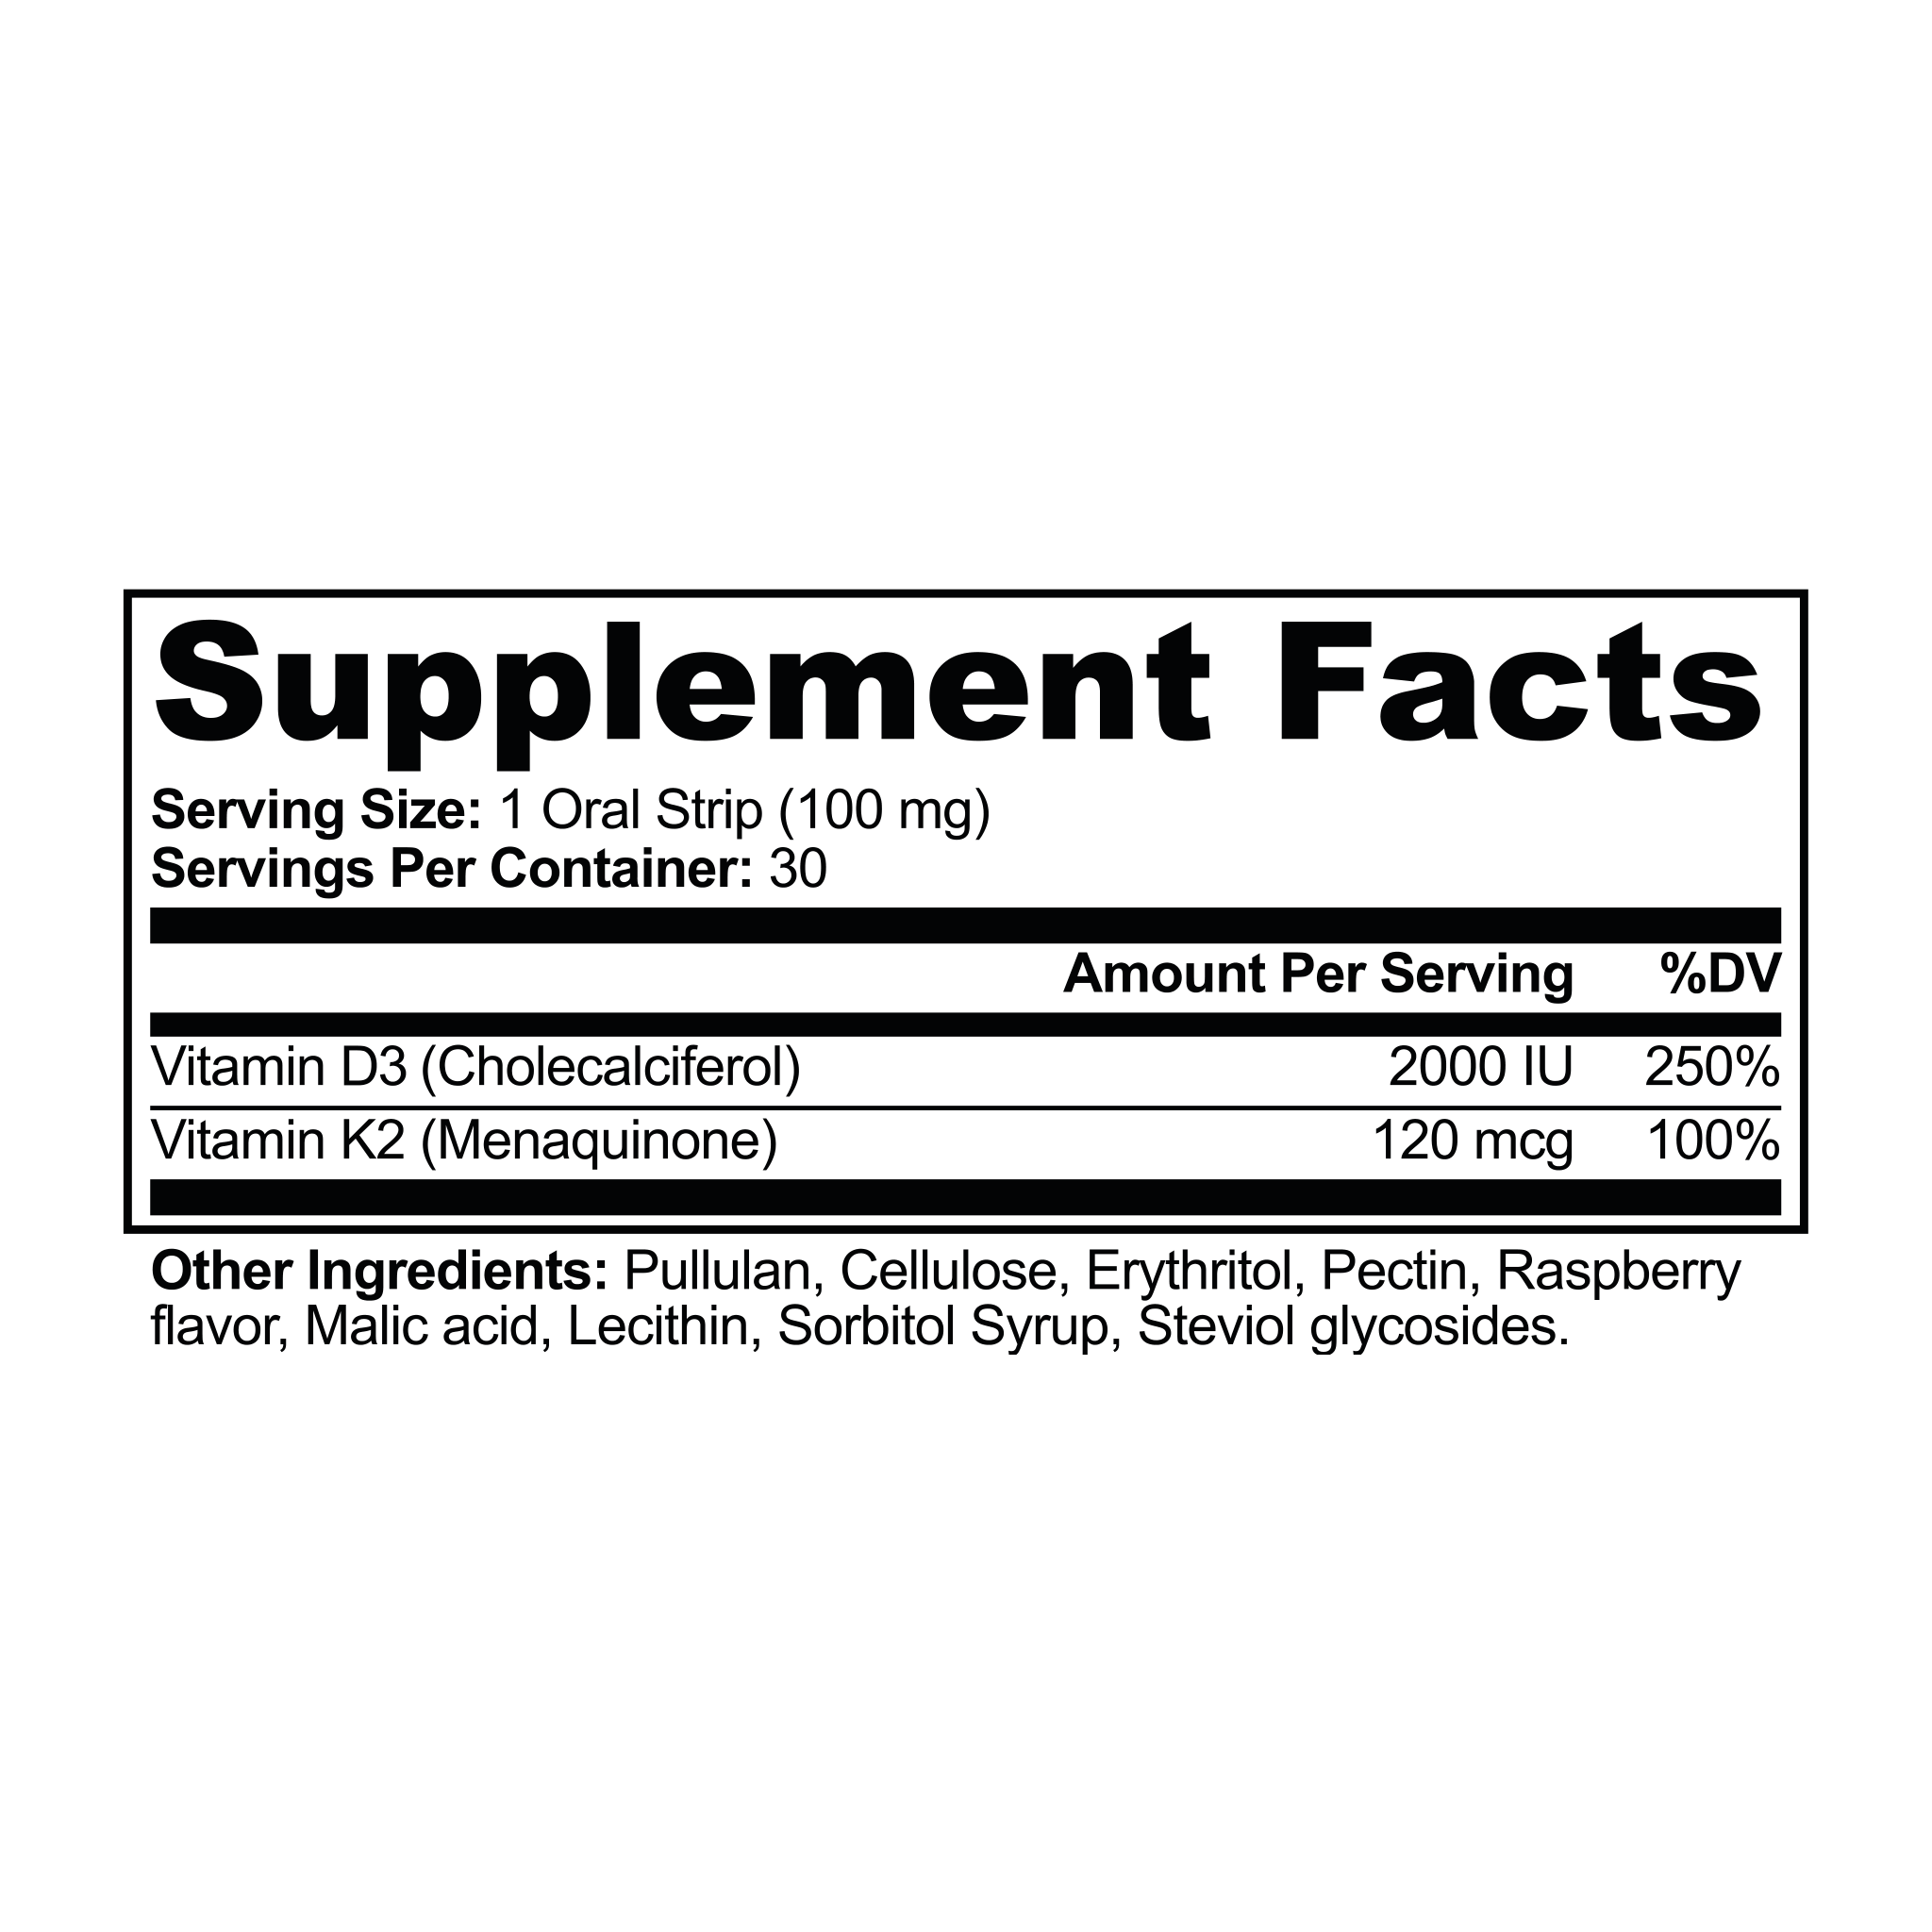 Supplement Facts
Serving Size: 1 Oral Strip (100 mg)
Servings Per Container: 30
Amount Per Serving %DV
Vitamin D3 (Cholecalciferol) 2000 IU 250%
Vitamin K2 (Menaquinone) 120 mcg 100%
Other Ingredients: Pullulan, Cellulose, Erythritol, Pectin, Raspberry
flavor, Malic acid, Lecithin, Sorbitol Syrup, Steviol glycosides.